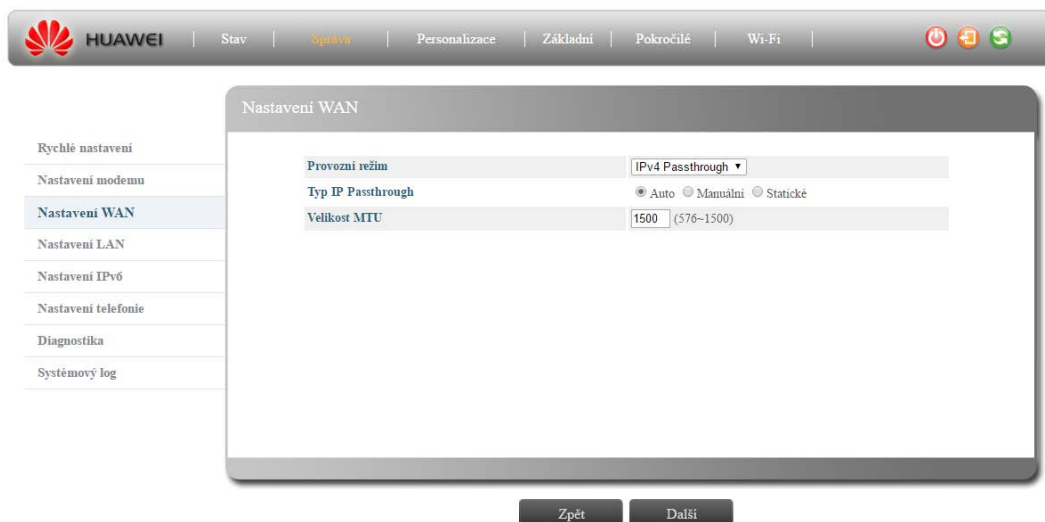 HUAWEI | Stav | Správa | Personalizace | Základní | Pokročilé | Wi-Fi |
Nastavení WAN
Rychlé nastavení
Nastavení modemu
Nastavení WAN
Nastavení LAN
Nastavení IPv6
Nastavení telefonie
Diagnostika
Systémový log
Provozní režim IPv4 Passthrough
Typ IP Passthrough Auto Manuální Statické
Velikost MTU 1500 (576~1500)
Zpět Další